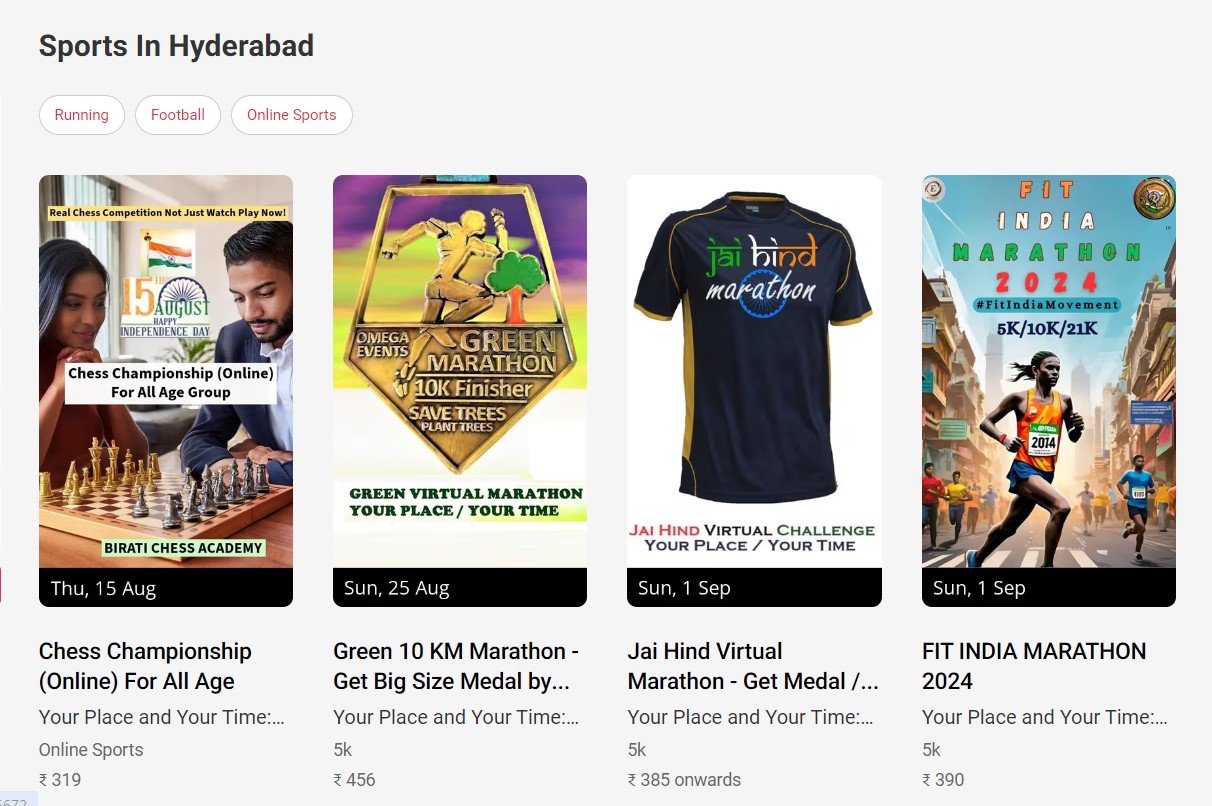 Sports In Hyderabad
Running
Football
Online Sports
Real Chess Competition Not Just Watch Play Now!
15TH
AUGUST
HAPPY
INDEPENDENCE DAY
Chess Championship (Online)
For All Age Group
BIRATI CHESS ACADEMY
Thu, 15 Aug
Chess Championship
(Online) For All Age
Your Place and Your Time:...
Online Sports
₹ 319
OMEGA
EVENTS
GREEN
MARATHON
10K Finisher
SAVE TREES
PLANT TREES
GREEN VIRTUAL MARATHON
YOUR PLACE / YOUR TIME
Sun, 25 Aug
Green 10 KM Marathon -
Get Big Size Medal by...
Your Place and Your Time:...
5k
₹ 456
jai hind
marathon
JAI HIND VIRTUAL CHALLENGE
YOUR PLACE / YOUR TIME
Sun, 1 Sep
Jai Hind Virtual
Marathon - Get Medal /...
Your Place and Your Time:...
5k
₹ 385 onwards
E
FIT
INDIA
MARATHON
2024
#FitIndiaMovement
5K/10K/21K
Sun, 1 Sep
FIT INDIA MARATHON
2024
Your Place and Your Time:...
5k
₹ 390